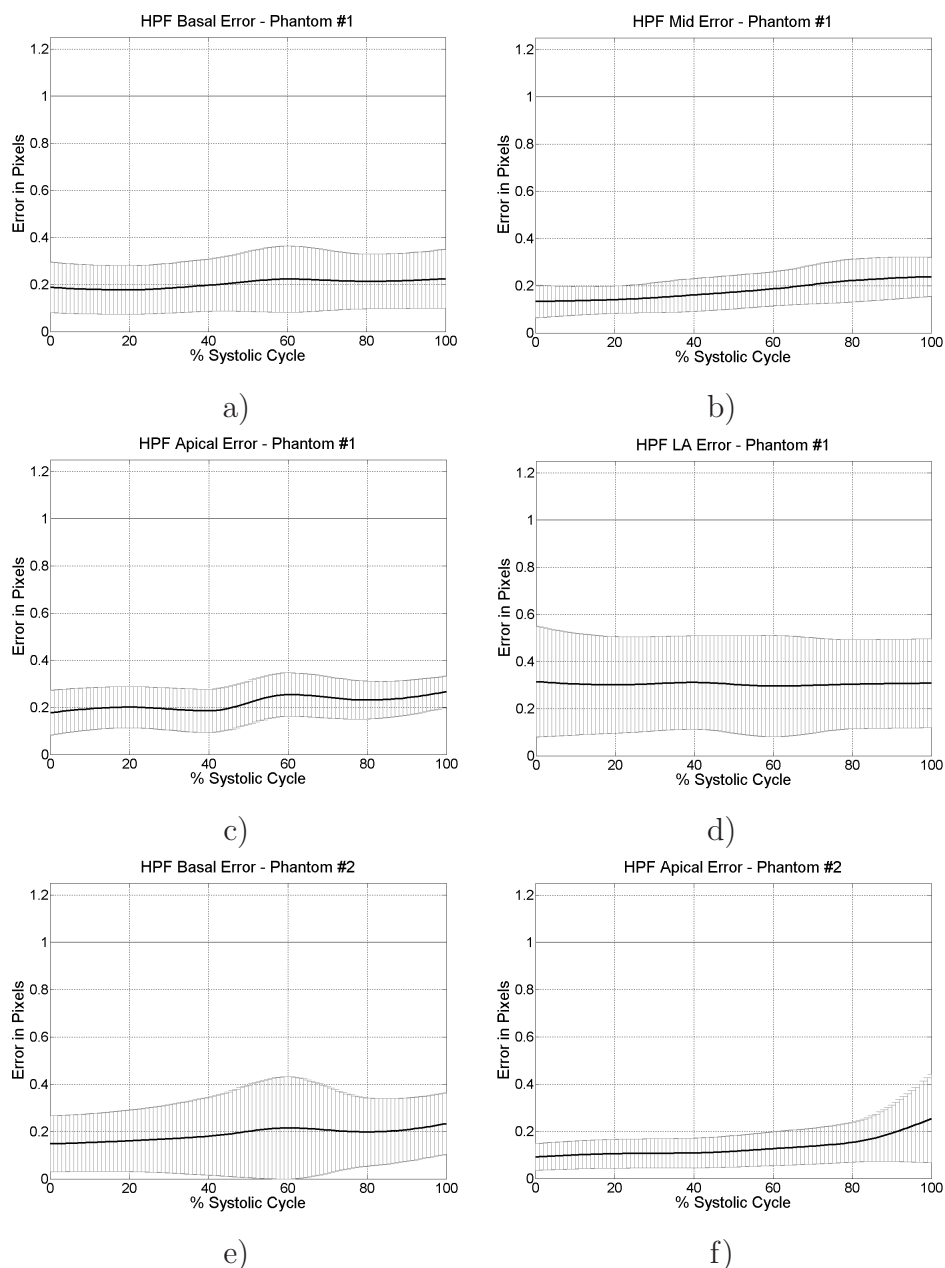 HPF Basal Error - Phantom #1
1.2
1
0.8
0.6
0.4
0.2
0
Error in Pixels
0 20 40 60 80 100
% Systolic Cycle
a)
HPF Mid Error - Phantom #1
1.2
1
0.8
0.6
0.4
0.2
0
Error in Pixels
0 20 40 60 80 100
% Systolic Cycle
b)
HPF Apical Error - Phantom #1
1.2
1
0.8
0.6
0.4
0.2
0
Error in Pixels
0 20 40 60 80 100
% Systolic Cycle
c)
HPF LA Error - Phantom #1
1.2
1
0.8
0.6
0.4
0.2
0
Error in Pixels
0 20 40 60 80 100
% Systolic Cycle
d)
HPF Basal Error - Phantom #2
1.2
1
0.8
0.6
0.4
0.2
0
Error in Pixels
0 20 40 60 80 100
% Systolic Cycle
e)
HPF Apical Error - Phantom #2
1.2
1
0.8
0.6
0.4
0.2
0
Error in Pixels
0 20 40 60 80 100
% Systolic Cycle
f)